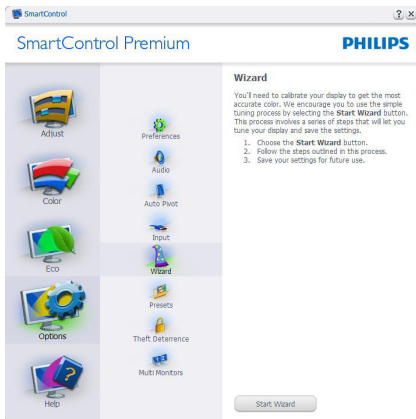 SmartControl
SmartControl Premium
PHILIPS
Adjust
Color
Eco
Options
Help
Preferences
Audio
Auto Pivot
Input
Wizard
Presets
Theft Deterrence
Multi Monitors
Wizard
You'll need to calibrate your display to get the most
accurate color. We encourage you to use the simple
tuning process by selecting the Start Wizard button.
This process involves a series of steps that will let you
tune your display and save the settings.
1. Choose the Start Wizard button.
2. Follow the steps outlined in this process.
3. Save your settings for future use.
Start Wizard